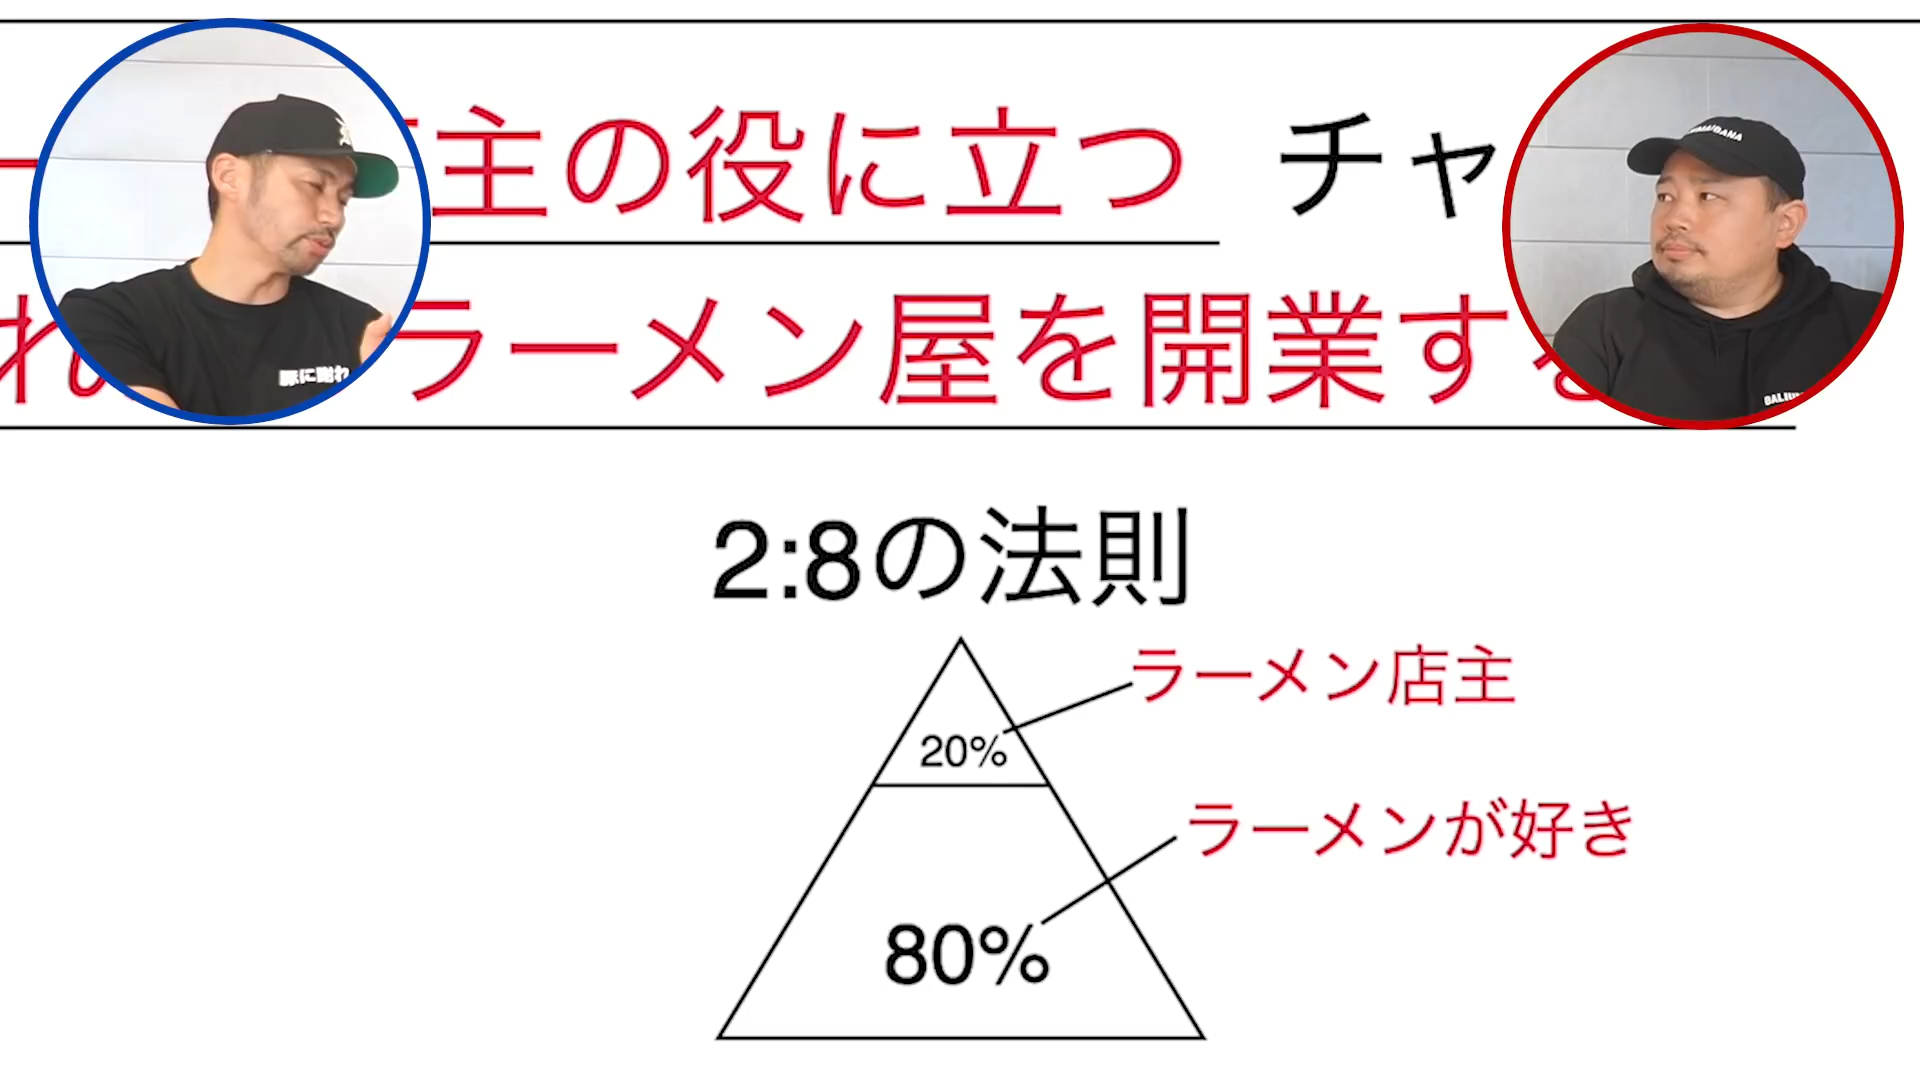 主の役に立つ チャ
ラーメン屋を開業す
2:8の法則
ラーメン店主
20%
ラーメンが好き
80%